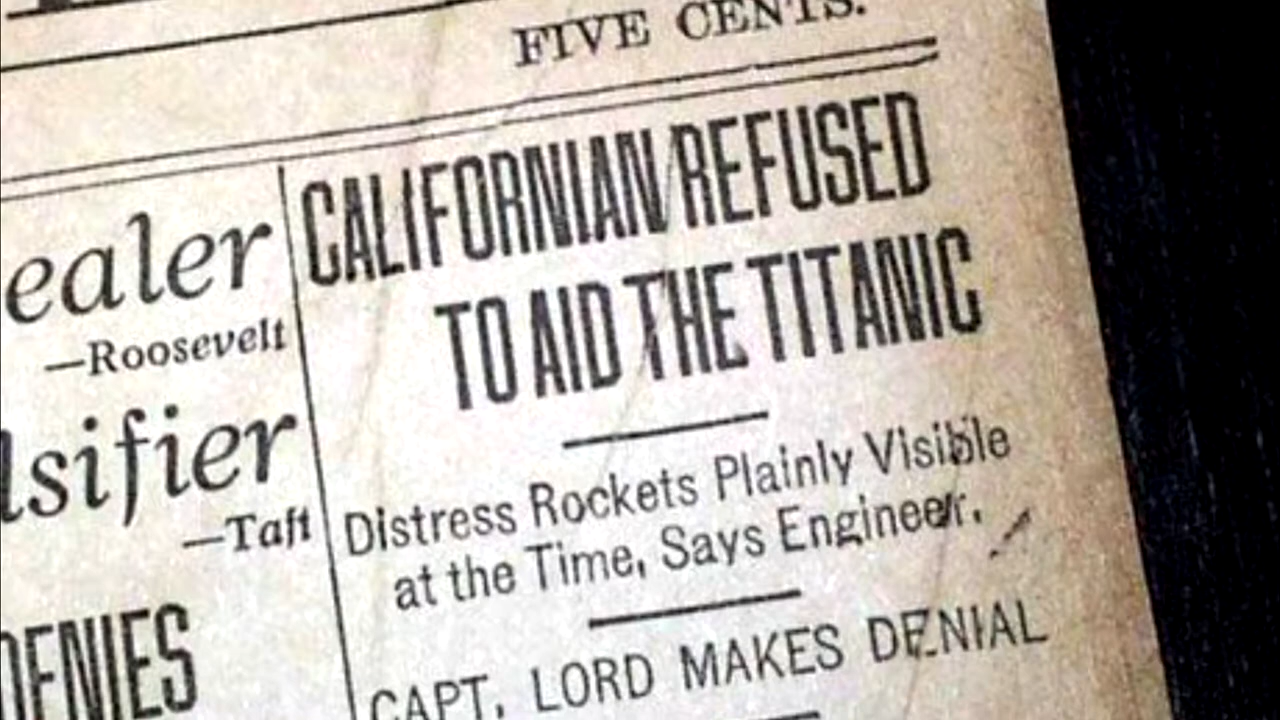 FIVE CENTS.
ealer
—Roosevelt
lsifier
—Taft
DENIES
CALIFORNIAN REFUSED
TO AID THE TITANIC
Distress Rockets Plainly Visible
at the Time, Says Engineer.
CAPT. LORD MAKES DENIAL